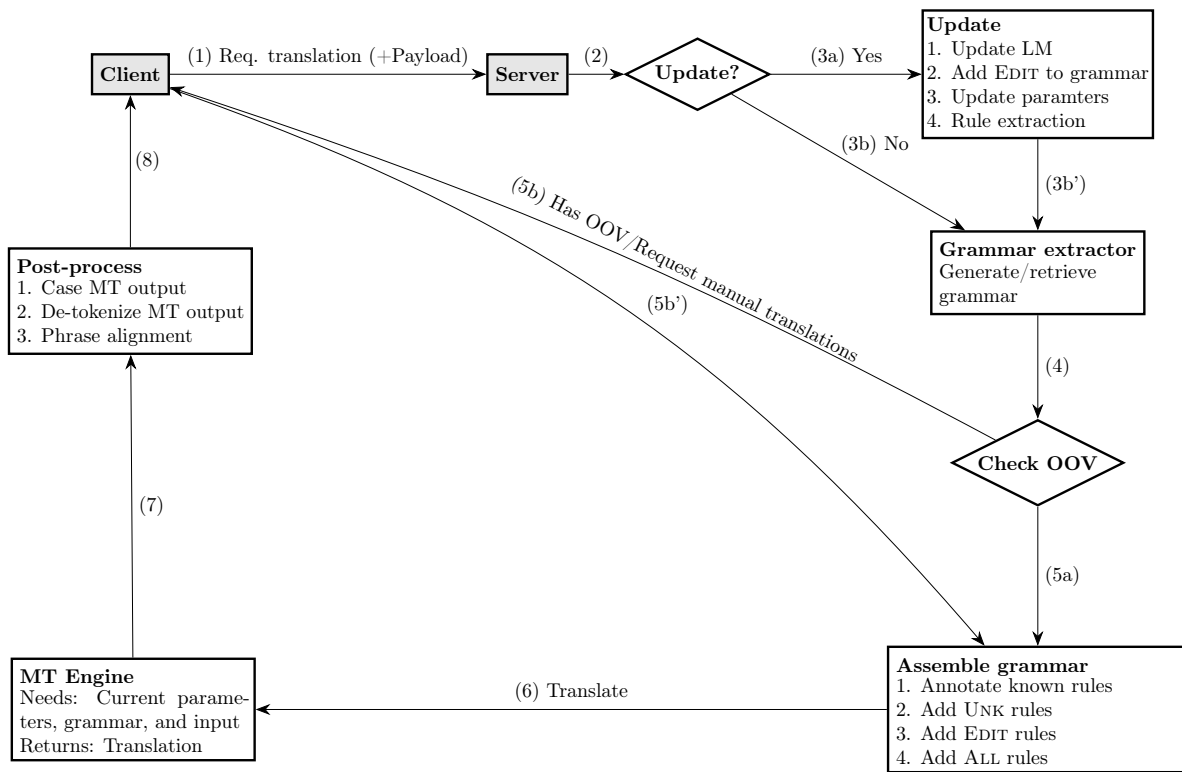 Client
(1) Req. translation (+Payload)
Server
(2)
Update?
(3a) Yes
Update
1. Update LM
2. Add EDIT to grammar
3. Update paramters
4. Rule extraction
(3b) No
(3b’)
Grammar extractor
Generate/retrieve
grammar
(4)
Check OOV
(5b) Has OOV/Request manual translations
(5b’)
(5a)
Assemble grammar
1. Annotate known rules
2. Add UNK rules
3. Add EDIT rules
4. Add ALL rules
(6) Translate
MT Engine
Needs: Current parame-
ters, grammar, and input
Returns: Translation
(7)
Post-process
1. Case MT output
2. De-tokenize MT output
3. Phrase alignment
(8)